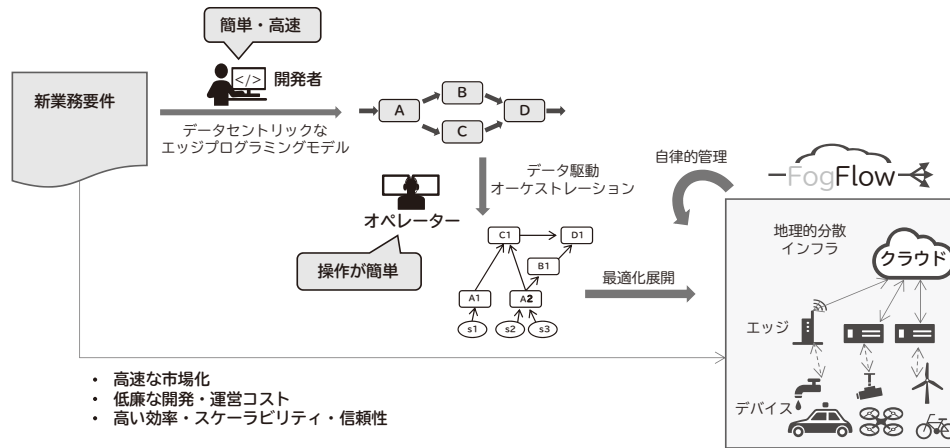 簡単・高速
</>
開発者
新業務要件
データセントリックな
エッジプログラミングモデル
A
B
C
D
データ駆動
オーケストレーション
オペレーター
操作が簡単
C1
D1
B1
A1
A2
s1
s2
s3
最適化展開
自律的管理
FogFlow
地理的分散
インフラ
クラウド
エッジ
デバイス
• 高速な市場化
• 低廉な開発・運営コスト
• 高い効率・スケーラビリティ・信頼性